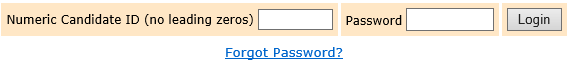 Numeric Candidate ID (no leading zeros) Password Login
Forgot Password?